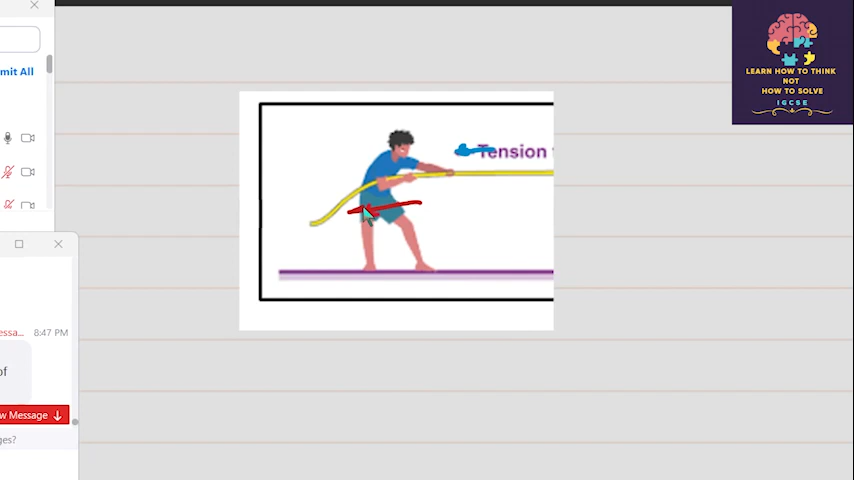 mit All
LEARN HOW TO THINK
NOT
HOW TO SOLVE
IGCSE
Tension
8:47 PM
of
w Message ↓
ges?